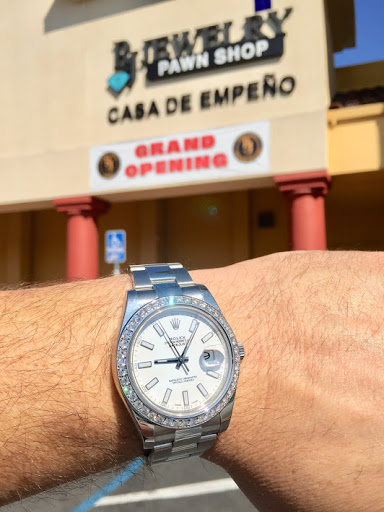 JEWELRY
PAWN SHOP
CASA DE EMPEÑO
GRAND
OPENING
ROLEX